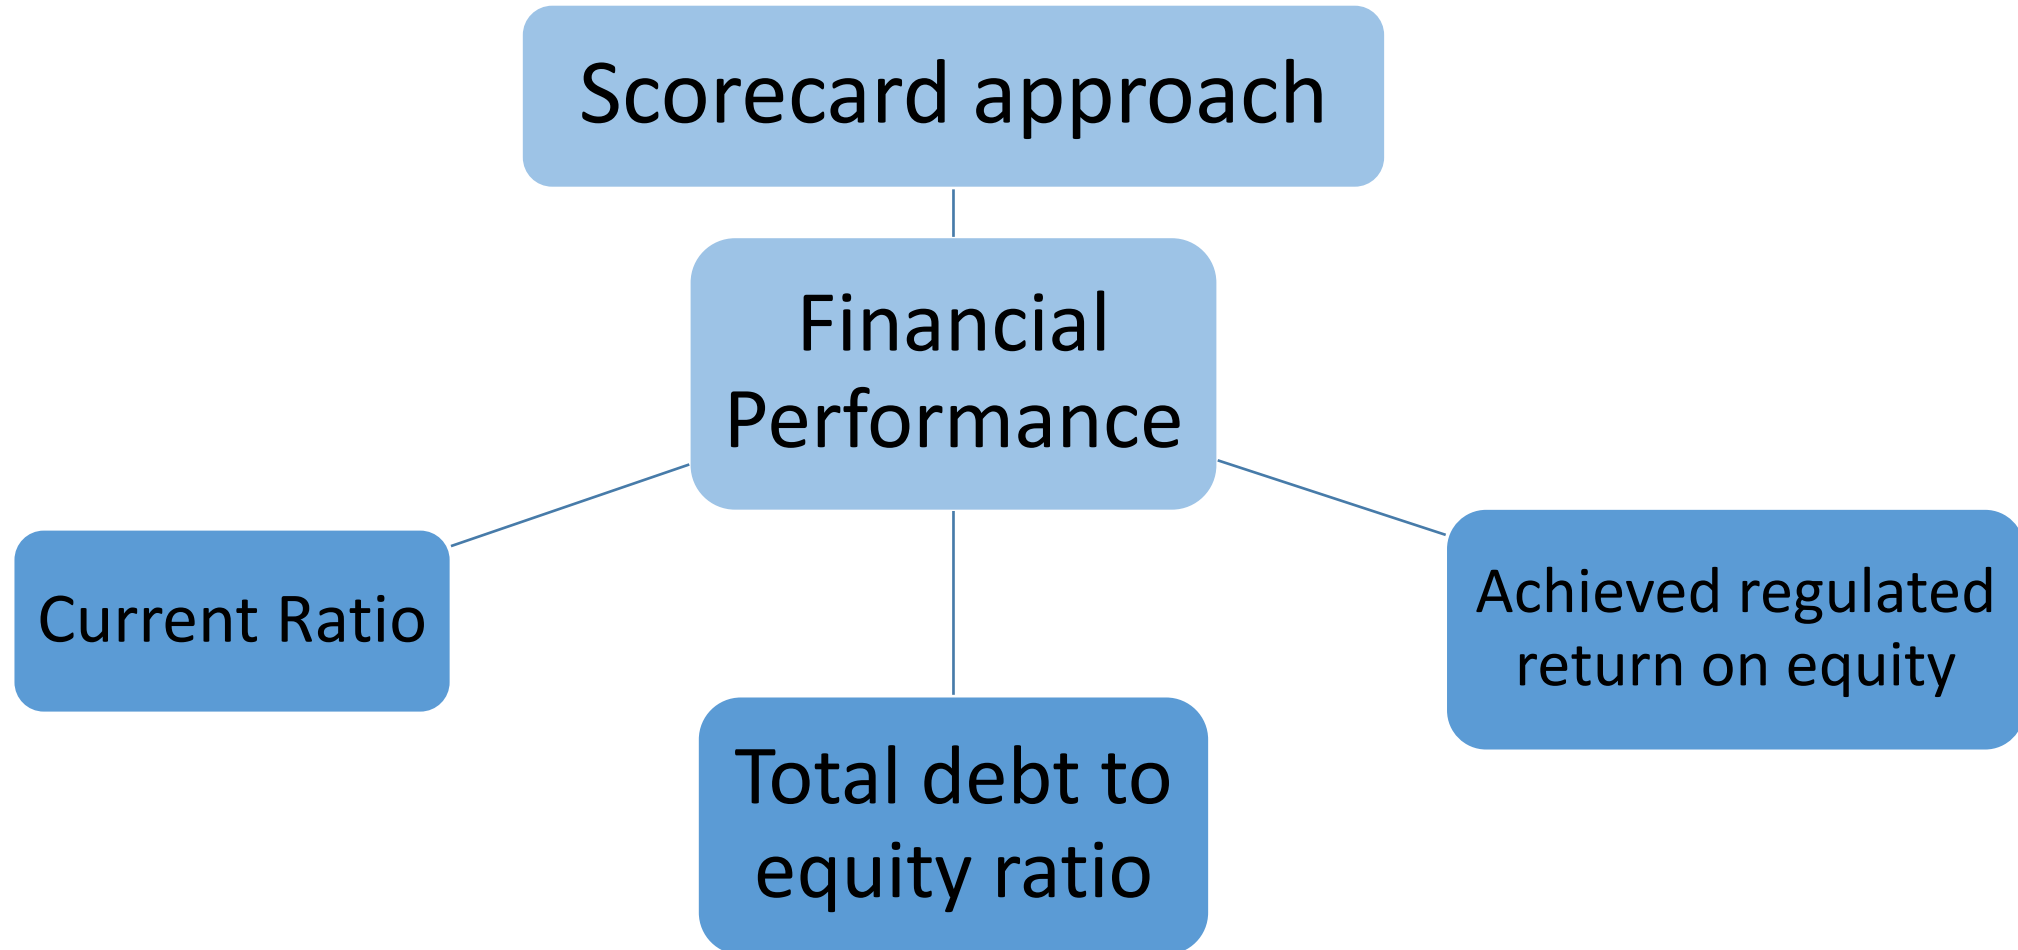 Scorecard approach
Financial
Performance
Current Ratio
Achieved regulated
return on equity
Total debt to
equity ratio